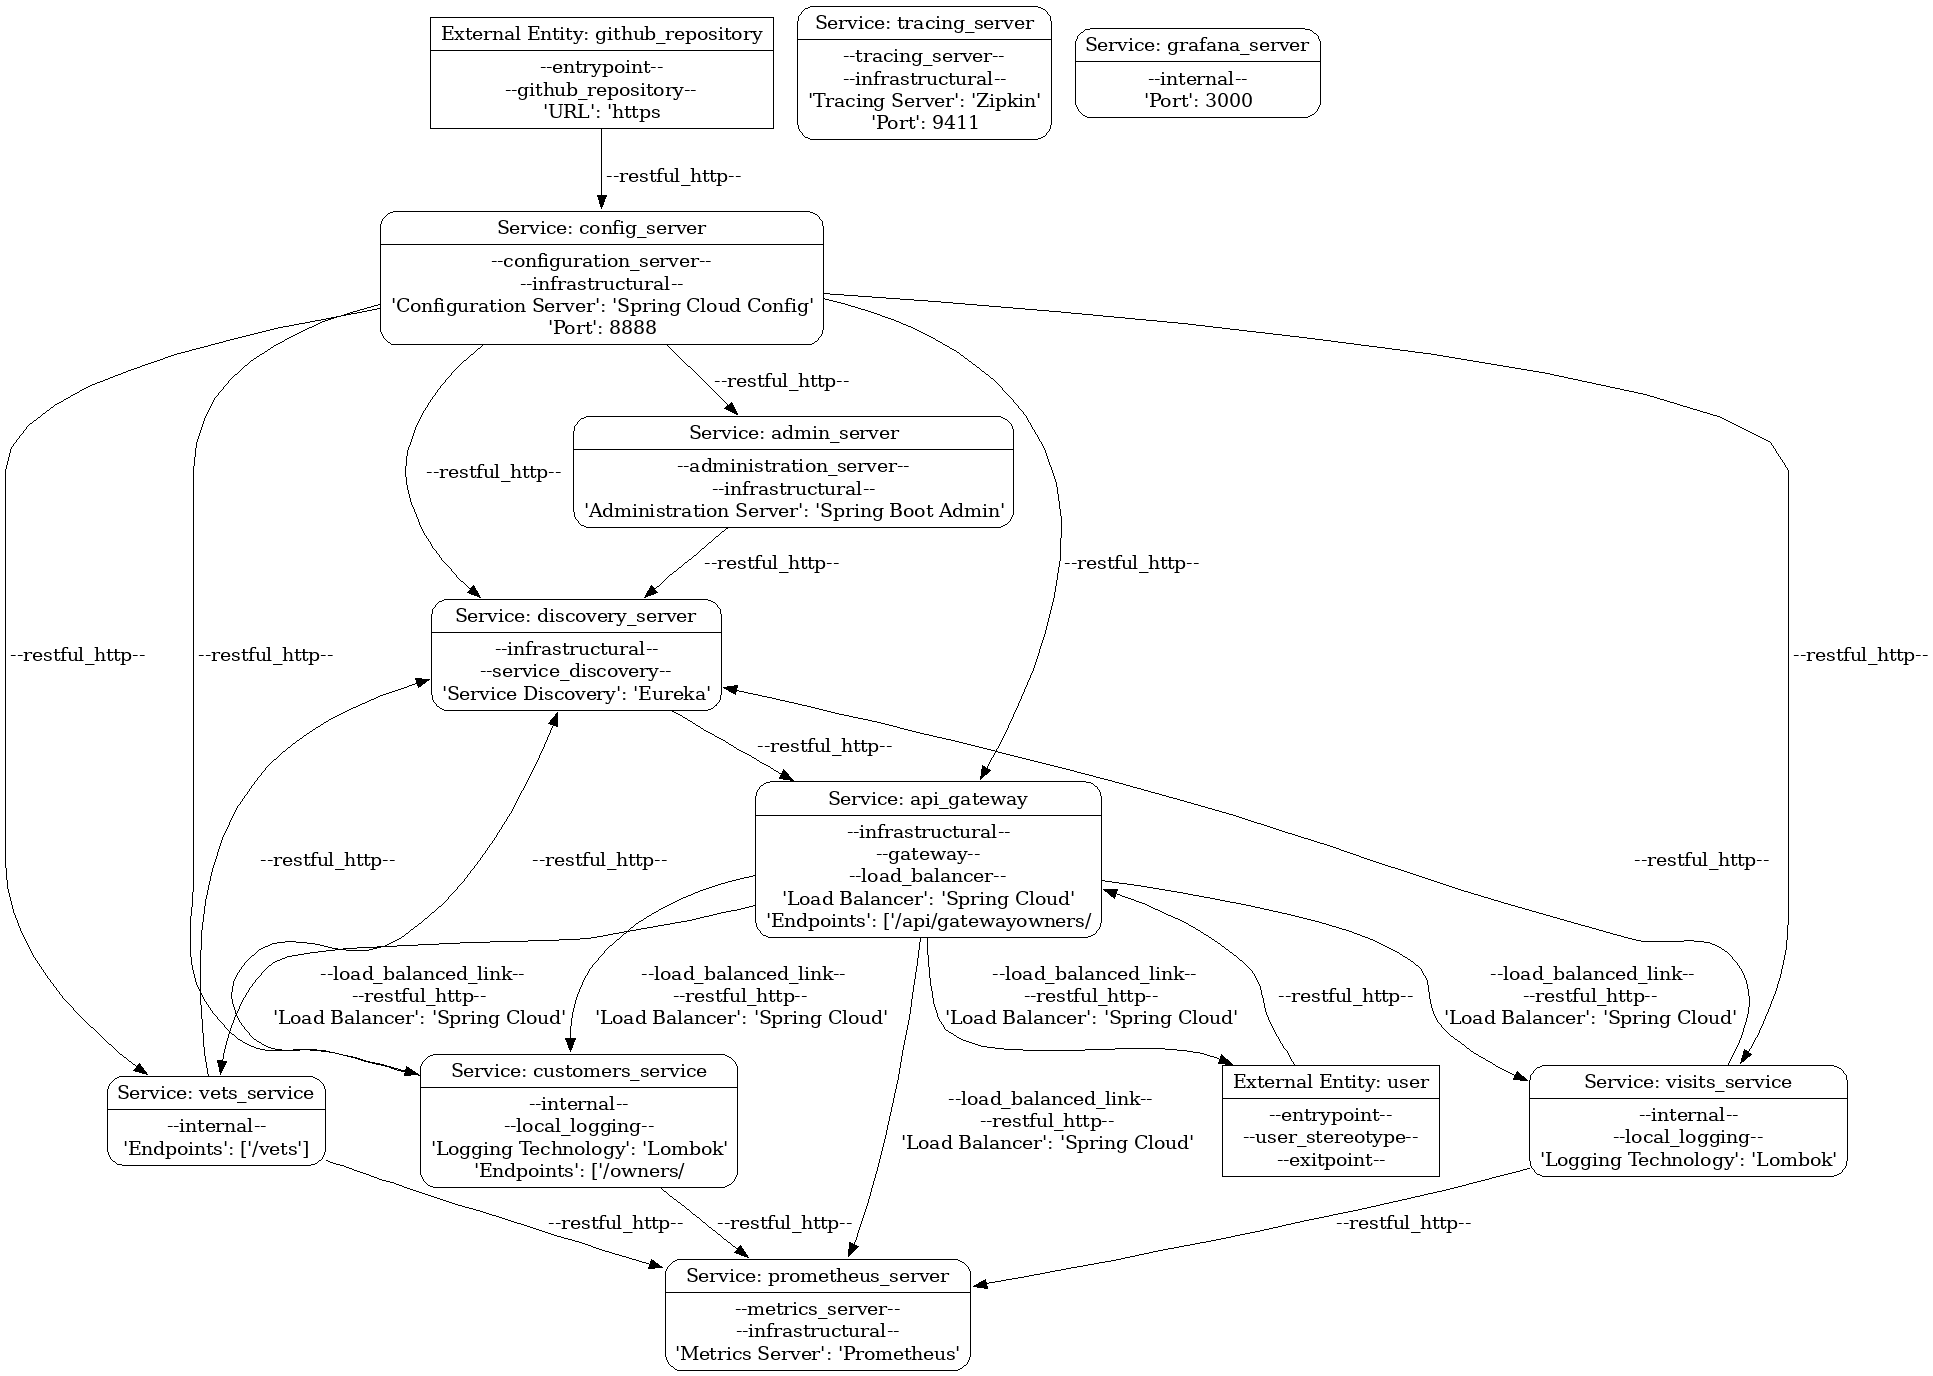 External Entity: github_repository
--entrypoint--
--github_repository--
'URL': 'https
Service: tracing_server
--tracing_server--
--infrastructural--
'Tracing Server': 'Zipkin'
'Port': 9411
Service: grafana_server
--internal--
'Port': 3000
--restful_http--
Service: config_server
--configuration_server--
--infrastructural--
'Configuration Server': 'Spring Cloud Config'
'Port': 8888
--restful_http--
Service: admin_server
--administration_server--
--infrastructural--
'Administration Server': 'Spring Boot Admin'
--restful_http--
--restful_http--
--restful_http--
Service: discovery_server
--infrastructural--
--service_discovery--
'Service Discovery': 'Eureka'
--restful_http--
--restful_http--
--restful_http--
--restful_http--
Service: api_gateway
--infrastructural--
--gateway--
--load_balancer--
'Load Balancer': 'Spring Cloud'
'Endpoints': ['/api/gatewayowners/
--restful_http--
--restful_http--
--restful_http--
--load_balanced_link--
--restful_http--
'Load Balancer': 'Spring Cloud'
--load_balanced_link--
--restful_http--
'Load Balancer': 'Spring Cloud'
--load_balanced_link--
--restful_http--
'Load Balancer': 'Spring Cloud'
--restful_http--
--load_balanced_link--
--restful_http--
'Load Balancer': 'Spring Cloud'
Service: vets_service
--internal--
'Endpoints': ['/vets']
Service: customers_service
--internal--
--local_logging--
'Logging Technology': 'Lombok'
'Endpoints': ['/owners/
--load_balanced_link--
--restful_http--
'Load Balancer': 'Spring Cloud'
External Entity: user
--entrypoint--
--user_stereotype--
--exitpoint--
Service: visits_service
--internal--
--local_logging--
'Logging Technology': 'Lombok'
--restful_http--
--restful_http--
--restful_http--
Service: prometheus_server
--metrics_server--
--infrastructural--
'Metrics Server': 'Prometheus'